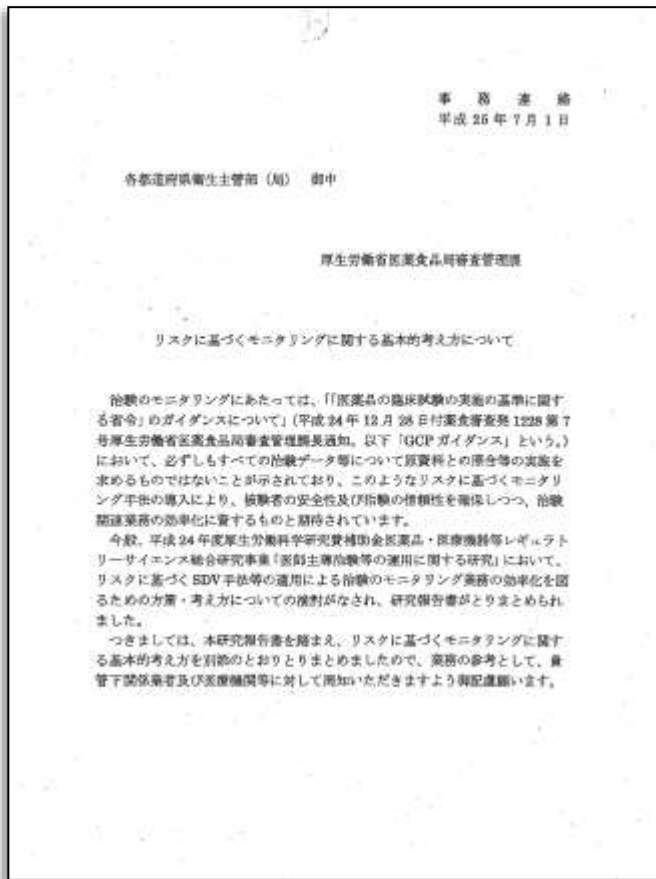 事務連絡
平成25年7月1日
各都道府県衛生主管部（局） 御中
厚生労働省医薬食品局審査管理課
リスクに基づくモニタリングに関する基本的考え方について
治験のモニタリングにあたっては、「「医薬品の臨床試験の実施の基準に関す
る省令」のガイダンスについて」（平成24年12月28日付薬食審査発1228第7
号厚生労働省医薬食品局審査管理課長通知。以下「GCPガイダンス」という。）
において、必ずしもすべての治験データ等について原資料との照合等の実施を
求めるものではないことが示されており、このようなリスクに基づくモニタリ
ング手法の導入により、被験者の安全性及び治験の信頼性を確保しつつ、治験
関連業務の効率化に資するものと期待されています。
今般、平成24年度厚生労働科学研究費補助金医薬品・医療機器等レギュラト
リーサイエンス総合研究事業「医師主導治験等の運用に関する研究」において、
リスクに基づくSDV手法等の適用による治験のモニタリング業務の効率化を図
るための方策・考え方についての検討がなされ、研究報告書がとりまとめられ
ました。
つきましては、本研究報告書を踏まえ、リスクに基づくモニタリングに関す
る基本的考え方を別添のとおりとりまとめましたので、業務の参考として、貴
管下関係業者及び医療機関等に対して周知いただきますよう御配慮願います。